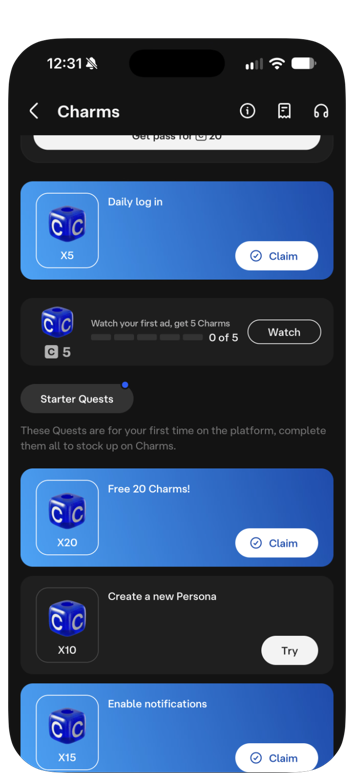 12:31
Charms
Get pass for C 20
Daily log in
X5
Claim
Watch your first ad, get 5 Charms
0 of 5
Watch
C 5
Starter Quests
These Quests are for your first time on the platform, complete
them all to stock up on Charms.
Free 20 Charms!
X20
Claim
Create a new Persona
X10
Try
Enable notifications
X15
Claim